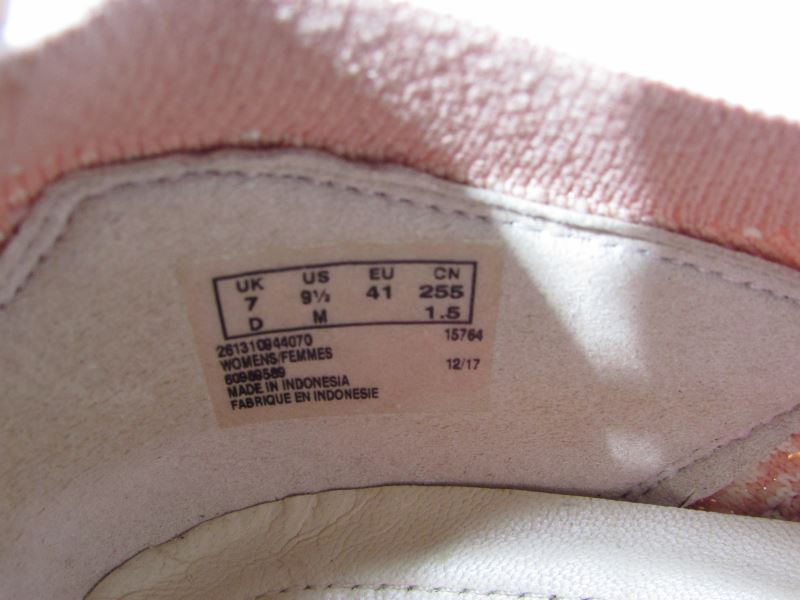 UK US EU CN
7 9½ 41 255
D M 1.5
261310944070 15764
WOMENS/FEMMES
60989589 12/17
MADE IN INDONESIA
FABRIQUE EN INDONESIE